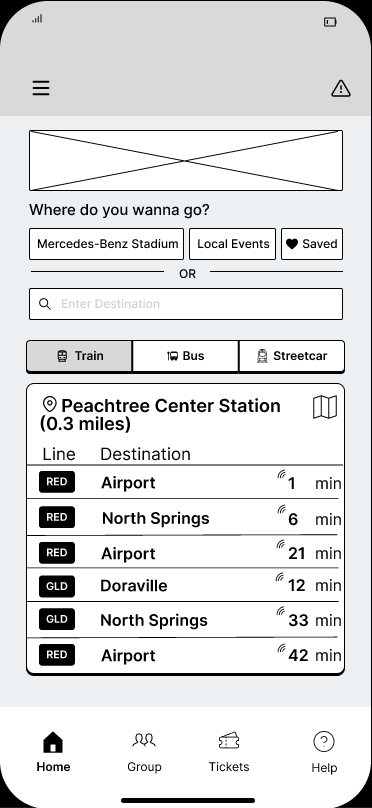 Where do you wanna go?
Mercedes-Benz Stadium Local Events Saved
OR
Enter Destination
Train Bus Streetcar
Peachtree Center Station
(0.3 miles)
Line Destination
RED Airport 1 min
RED North Springs 6 min
RED Airport 21 min
GLD Doraville 12 min
GLD North Springs 33 min
RED Airport 42 min
Home Group Tickets Help